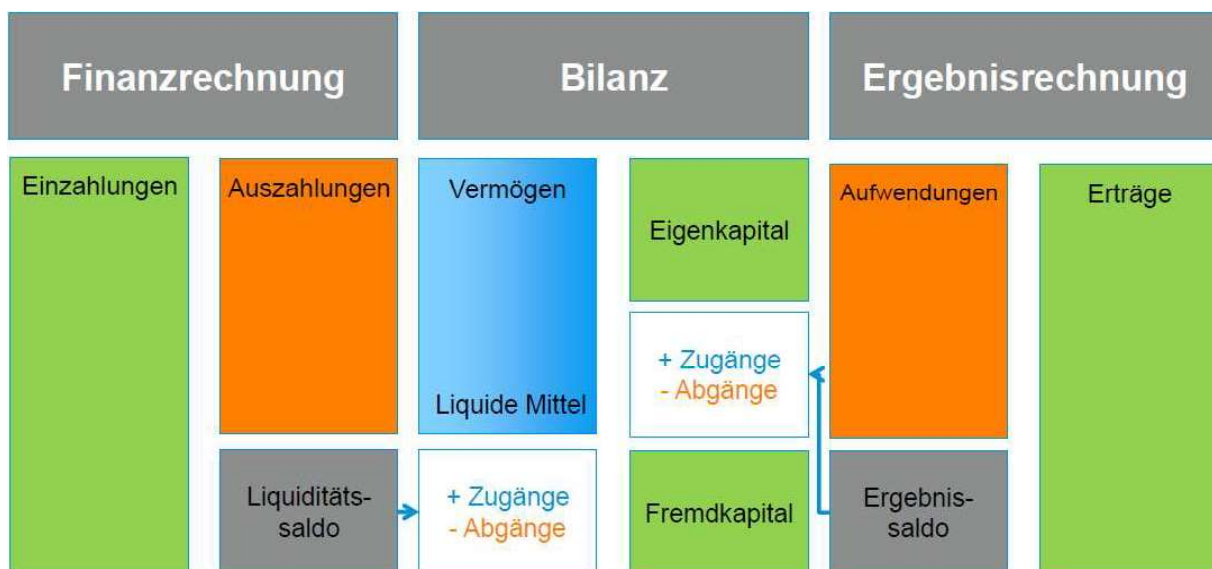 Finanzrechnung
Bilanz
Ergebnisrechnung
Einzahlungen
Auszahlungen
Liquiditäts-
saldo
Vermögen
Liquide Mittel
+ Zugänge
- Abgänge
Eigenkapital
+ Zugänge
- Abgänge
Fremdkapital
Aufwendungen
Ergebnis-
saldo
Erträge